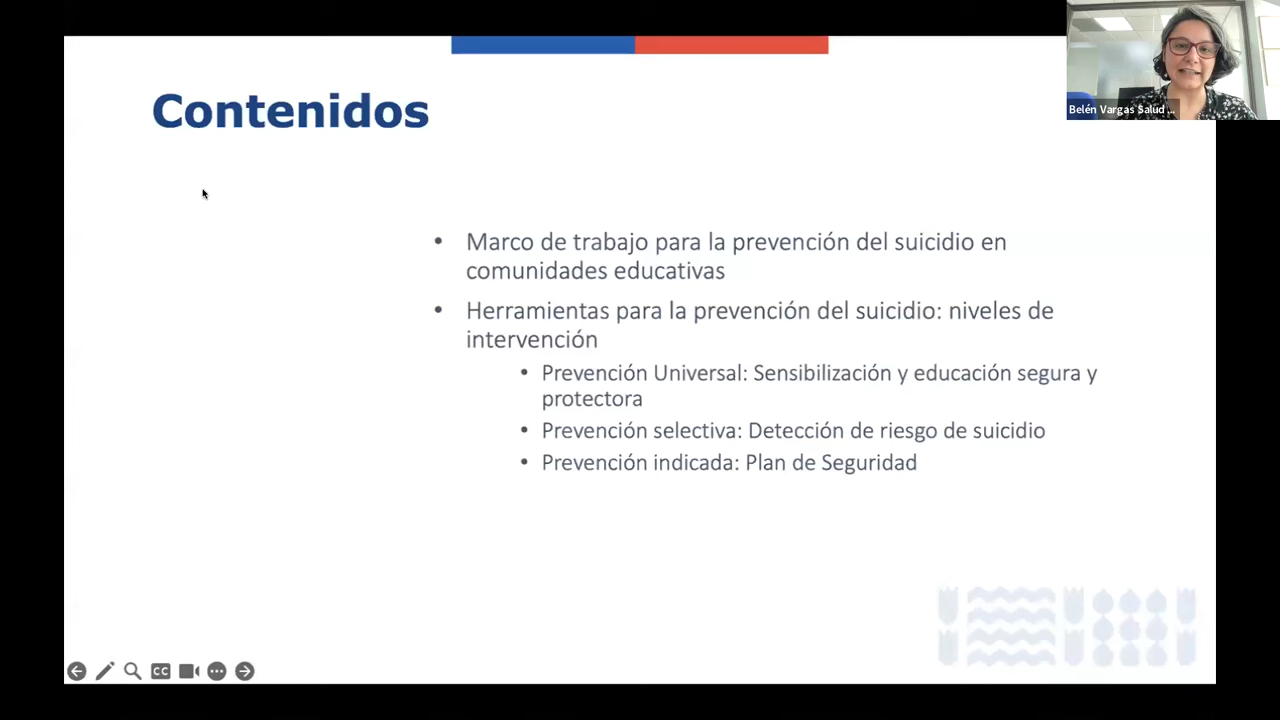 Contenidos
Belén Vargas Salud ...
• Marco de trabajo para la prevención del suicidio en
comunidades educativas
• Herramientas para la prevención del suicidio: niveles de
intervención
• Prevención Universal: Sensibilización y educación segura y
protectora
• Prevención selectiva: Detección de riesgo de suicidio
• Prevención indicada: Plan de Seguridad
CC